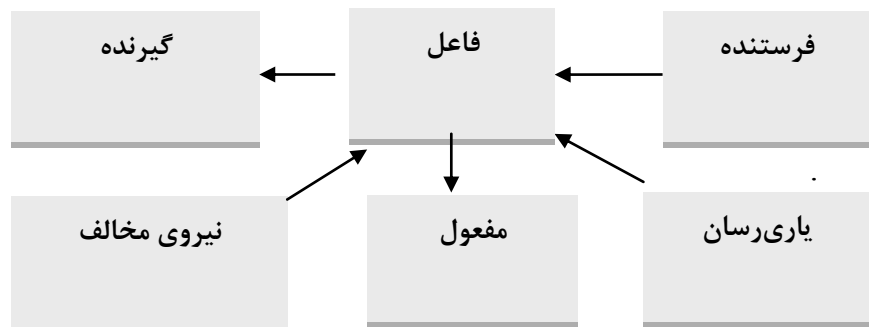 فرستنده
فاعل
گیرنده
یاری‌رسان
مفعول
نیروی مخالف